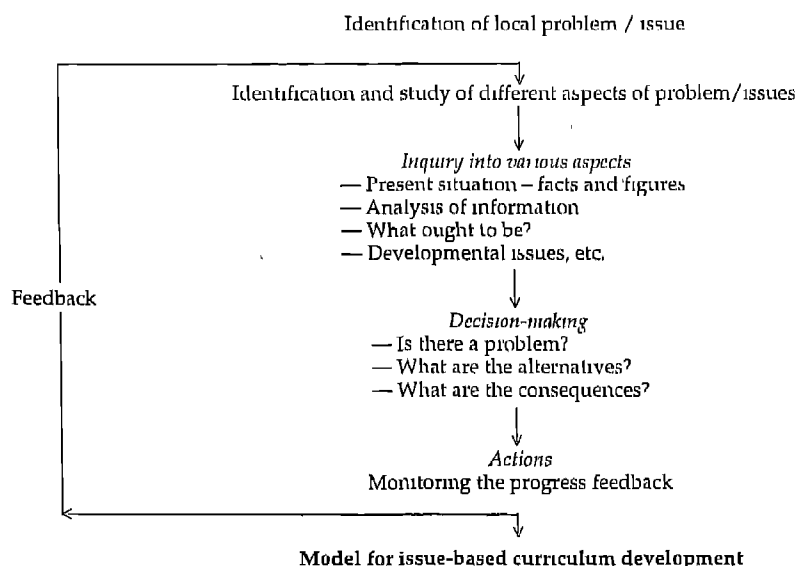 Identification of local problem / issue
Identification and study of different aspects of problem/issues
Inquiry into various aspects
— Present situation – facts and figures
— Analysis of information
— What ought to be?
— Developmental issues, etc.
Feedback
Decision-making
— Is there a problem?
— What are the alternatives?
— What are the consequences?
Actions
Monitoring the progress feedback
Model for issue-based curriculum development